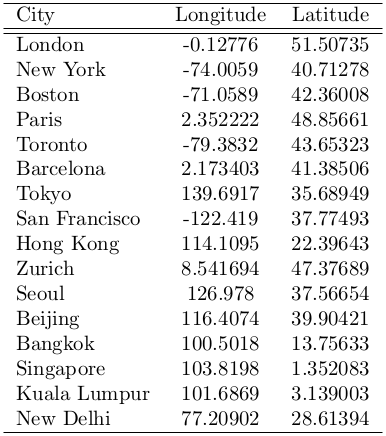 City Longitude Latitude
London -0.12776 51.50735
New York -74.0059 40.71278
Boston -71.0589 42.36008
Paris 2.352222 48.85661
Toronto -79.3832 43.65323
Barcelona 2.173403 41.38506
Tokyo 139.6917 35.68949
San Francisco -122.419 37.77493
Hong Kong 114.1095 22.39643
Zurich 8.541694 47.37689
Seoul 126.978 37.56654
Beijing 116.4074 39.90421
Bangkok 100.5018 13.75633
Singapore 103.8198 1.352083
Kuala Lumpur 101.6869 3.139003
New Delhi 77.20902 28.61394